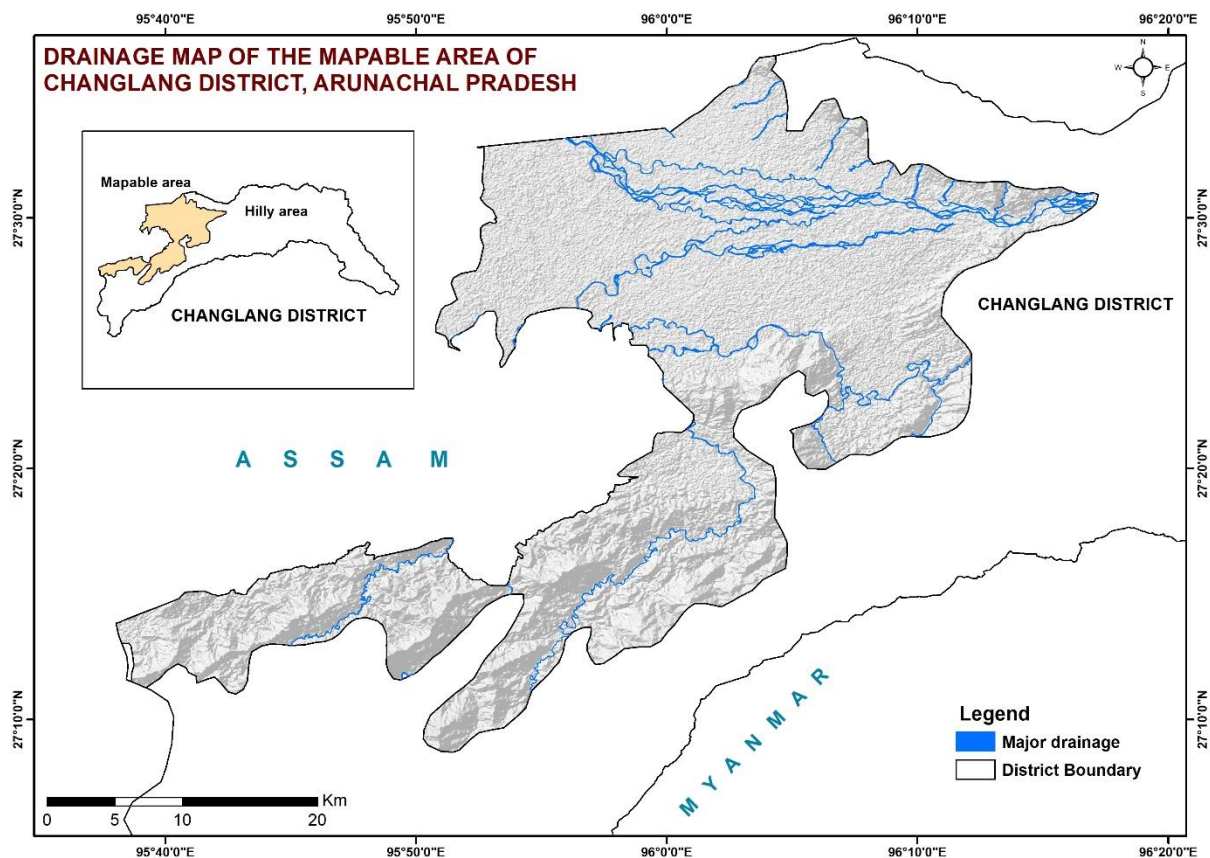 95°40'0"E 95°50'0"E 96°0'0"E 96°10'0"E 96°20'0"E
DRAINAGE MAP OF THE MAPABLE AREA OF
CHANGLANG DISTRICT, ARUNACHAL PRADESH
N
W E
S
Mapable area
Hilly area
CHANGLANG DISTRICT
27°30'0"N
27°30'0"N
CHANGLANG DISTRICT
ASSAM
27°20'0"N
27°20'0"N
MYANMAR
27°10'0"N
27°10'0"N
Legend
Major drainage
District Boundary
Km
0 5 10 20
95°40'0"E 95°50'0"E 96°0'0"E 96°10'0"E 96°20'0"E